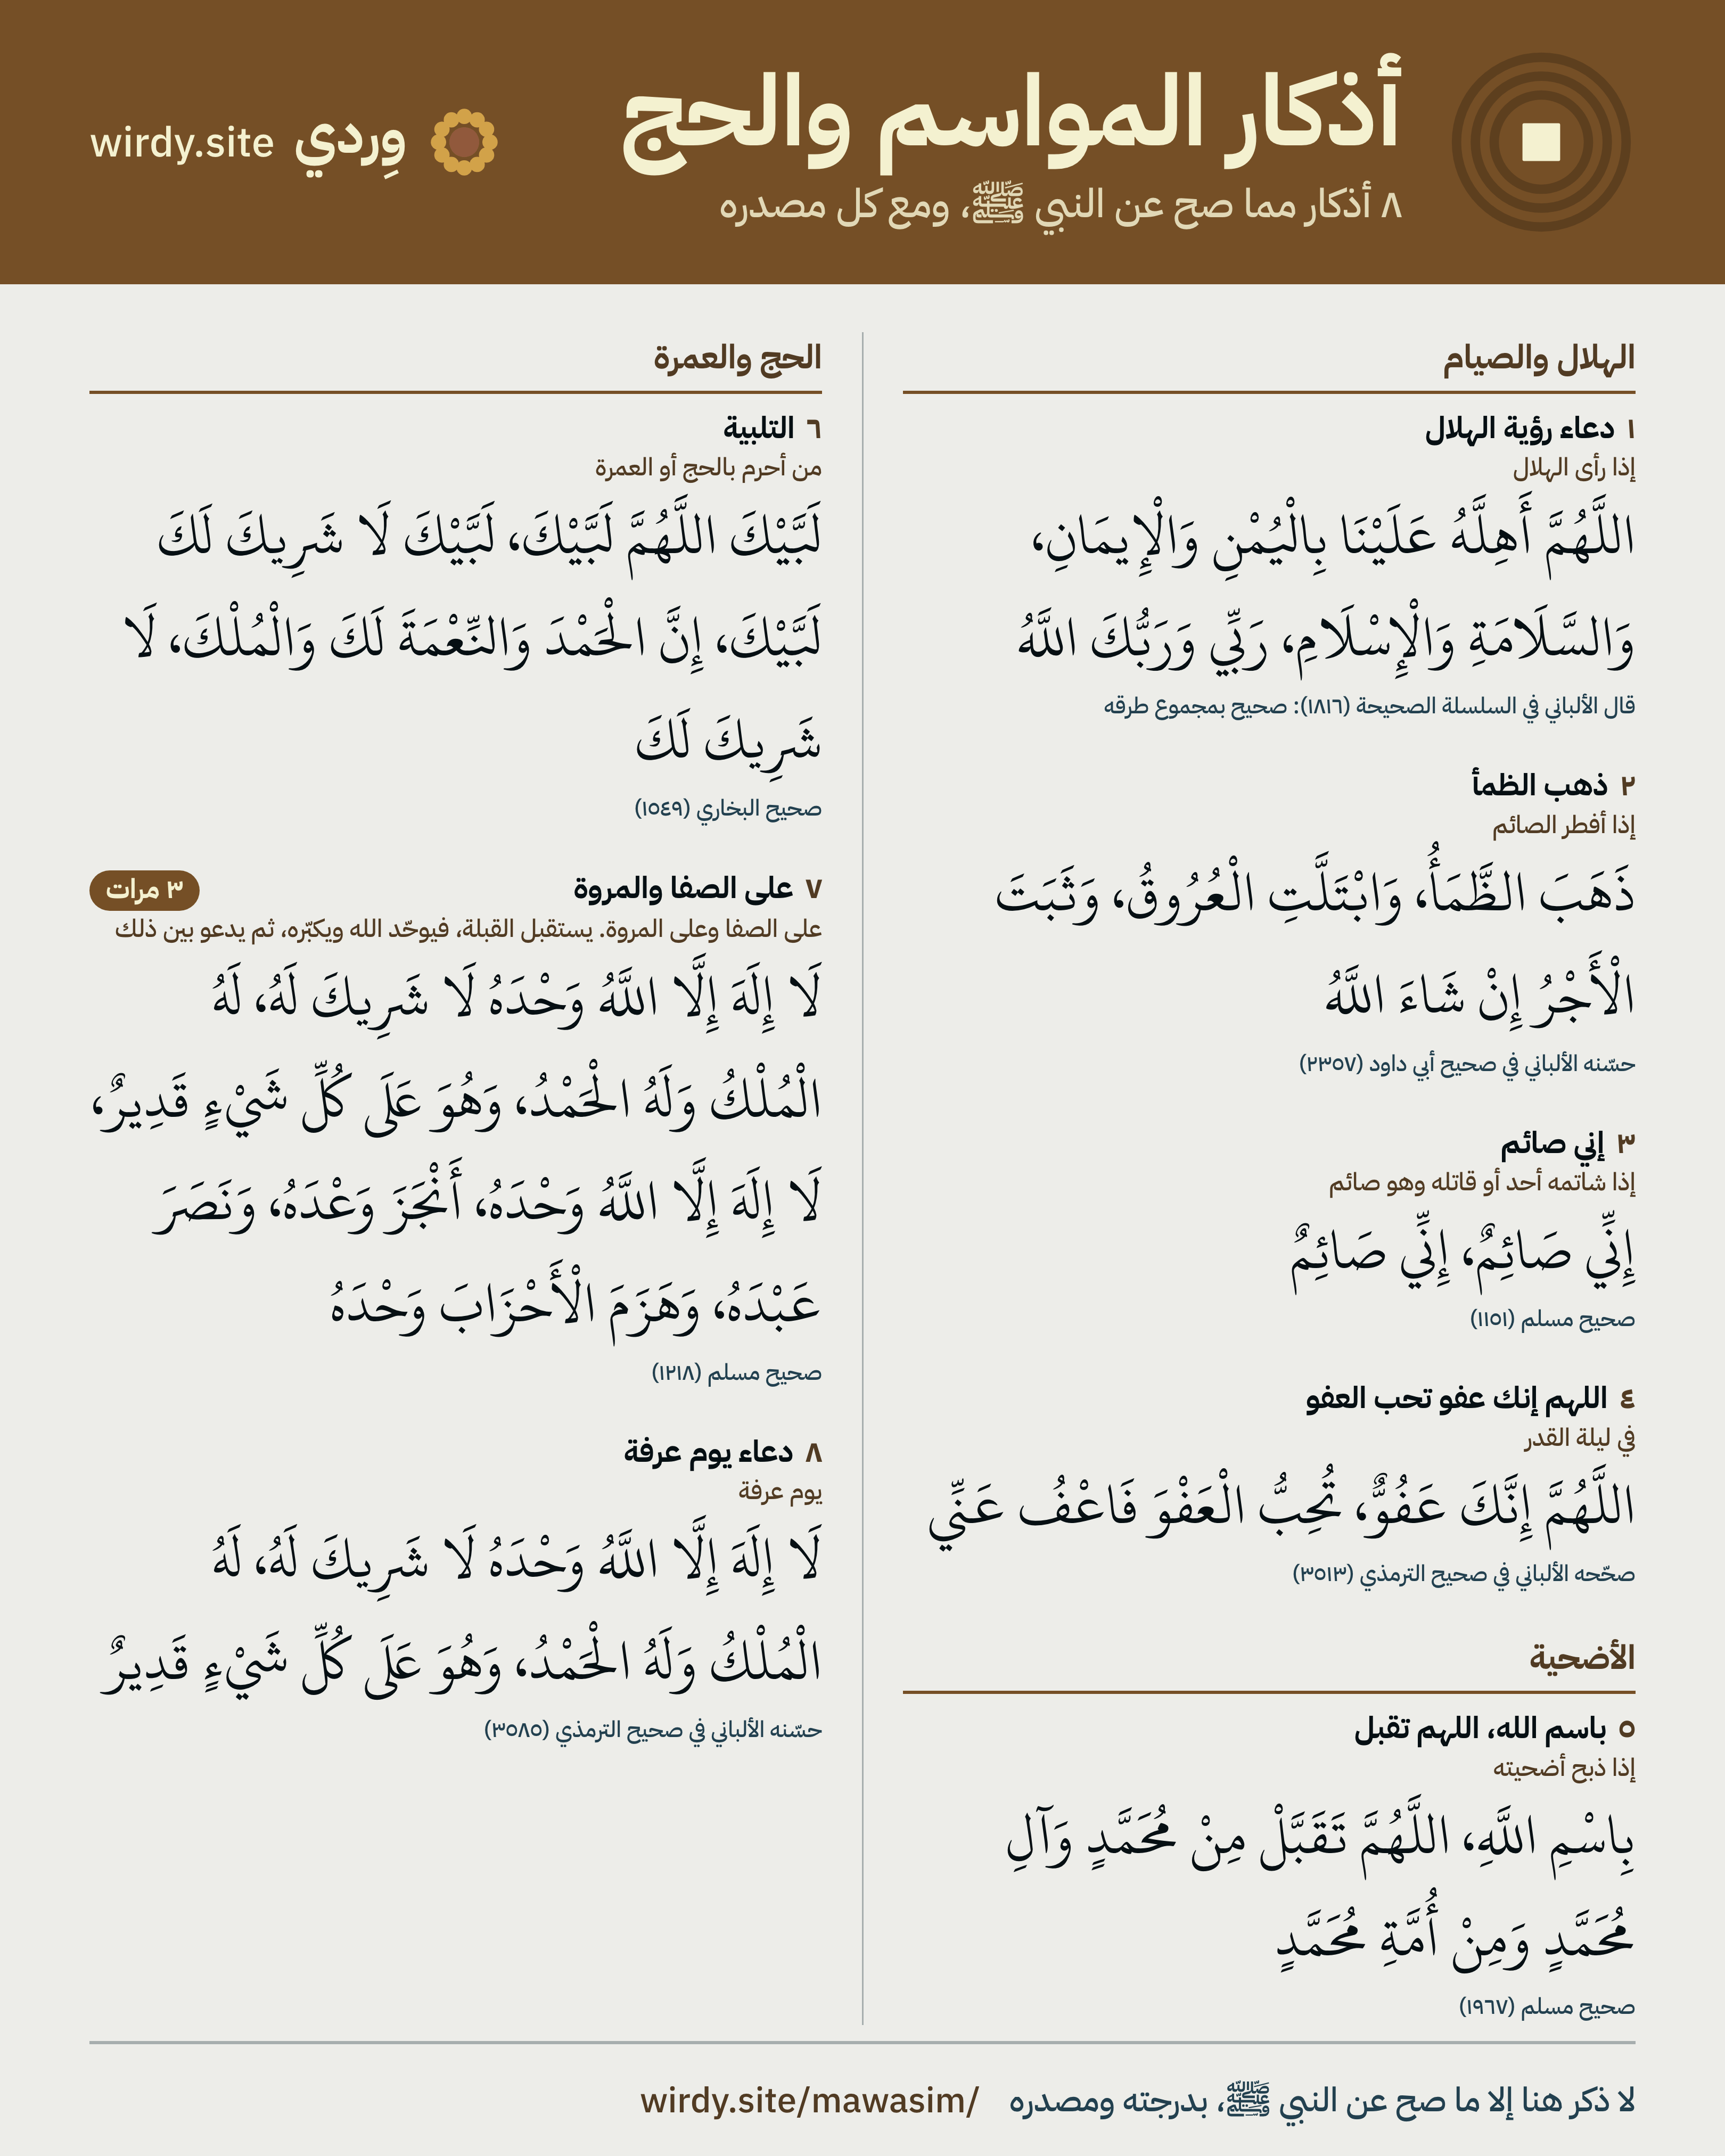 أذكار المواسم والحج
٨ أذكار مما صح عن النبي ﷺ، ومع كل مصدره
وِردي wirdy.site
الهلال والصيام
١ دعاء رؤية الهلال
إذا رأى الهلال
اللَّهُمَّ أَهِلَّهُ عَلَيْنَا بِالْيُمْنِ وَالْإِيمَانِ،
وَالسَّلَامَةِ وَالْإِسْلَامِ، رَبِّي وَرَبُّكَ اللَّهُ
قال الألباني في السلسلة الصحيحة (١٨١٦): صحيح بمجموع طرقه
٢ ذهب الظمأ
إذا أفطر الصائم
ذَهَبَ الظَّمَأُ، وَابْتَلَّتِ الْعُرُوقُ، وَثَبَتَ
الْأَجْرُ إِنْ شَاءَ اللَّهُ
حسّنه الألباني في صحيح أبي داود (٢٣٥٧)
٣ إني صائم
إذا شاتمه أحد أو قاتله وهو صائم
إِنِّي صَائِمٌ، إِنِّي صَائِمٌ
صحيح مسلم (١١٥١)
٤ اللهم إنك عفو تحب العفو
في ليلة القدر
اللَّهُمَّ إِنَّكَ عَفُوٌّ، تُحِبُّ الْعَفْوَ فَاعْفُ عَنِّي
صحّحه الألباني في صحيح الترمذي (٣٥١٣)
الأضحية
٥ باسم الله، اللهم تقبل
إذا ذبح أضحيته
بِاسْمِ اللَّهِ، اللَّهُمَّ تَقَبَّلْ مِنْ مُحَمَّدٍ وَآلِ
مُحَمَّدٍ وَمِنْ أُمَّةِ مُحَمَّدٍ
صحيح مسلم (١٩٦٧)
الحج والعمرة
٦ التلبية
من أحرم بالحج أو العمرة
لَبَّيْكَ اللَّهُمَّ لَبَّيْكَ، لَبَّيْكَ لَا شَرِيكَ لَكَ
لَبَّيْكَ، إِنَّ الْحَمْدَ وَالنِّعْمَةَ لَكَ وَالْمُلْكَ، لَا
شَرِيكَ لَكَ
صحيح البخاري (١٥٤٩)
٧ على الصفا والمروة ٣ مرات
على الصفا وعلى المروة. يستقبل القبلة، فيوحّد الله ويكبّره، ثم يدعو بين ذلك
لَا إِلَهَ إِلَّا اللَّهُ وَحْدَهُ لَا شَرِيكَ لَهُ، لَهُ
الْمُلْكُ وَلَهُ الْحَمْدُ، وَهُوَ عَلَى كُلِّ شَيْءٍ قَدِيرٌ،
لَا إِلَهَ إِلَّا اللَّهُ وَحْدَهُ، أَنْجَزَ وَعْدَهُ، وَنَصَرَ
عَبْدَهُ، وَهَزَمَ الْأَحْزَابَ وَحْدَهُ
صحيح مسلم (١٢١٨)
٨ دعاء يوم عرفة
يوم عرفة
لَا إِلَهَ إِلَّا اللَّهُ وَحْدَهُ لَا شَرِيكَ لَهُ، لَهُ
الْمُلْكُ وَلَهُ الْحَمْدُ، وَهُوَ عَلَى كُلِّ شَيْءٍ قَدِيرٌ
حسّنه الألباني في صحيح الترمذي (٣٥٨٥)
لا ذكر هنا إلا ما صح عن النبي ﷺ، بدرجته ومصدره wirdy.site/mawasim/